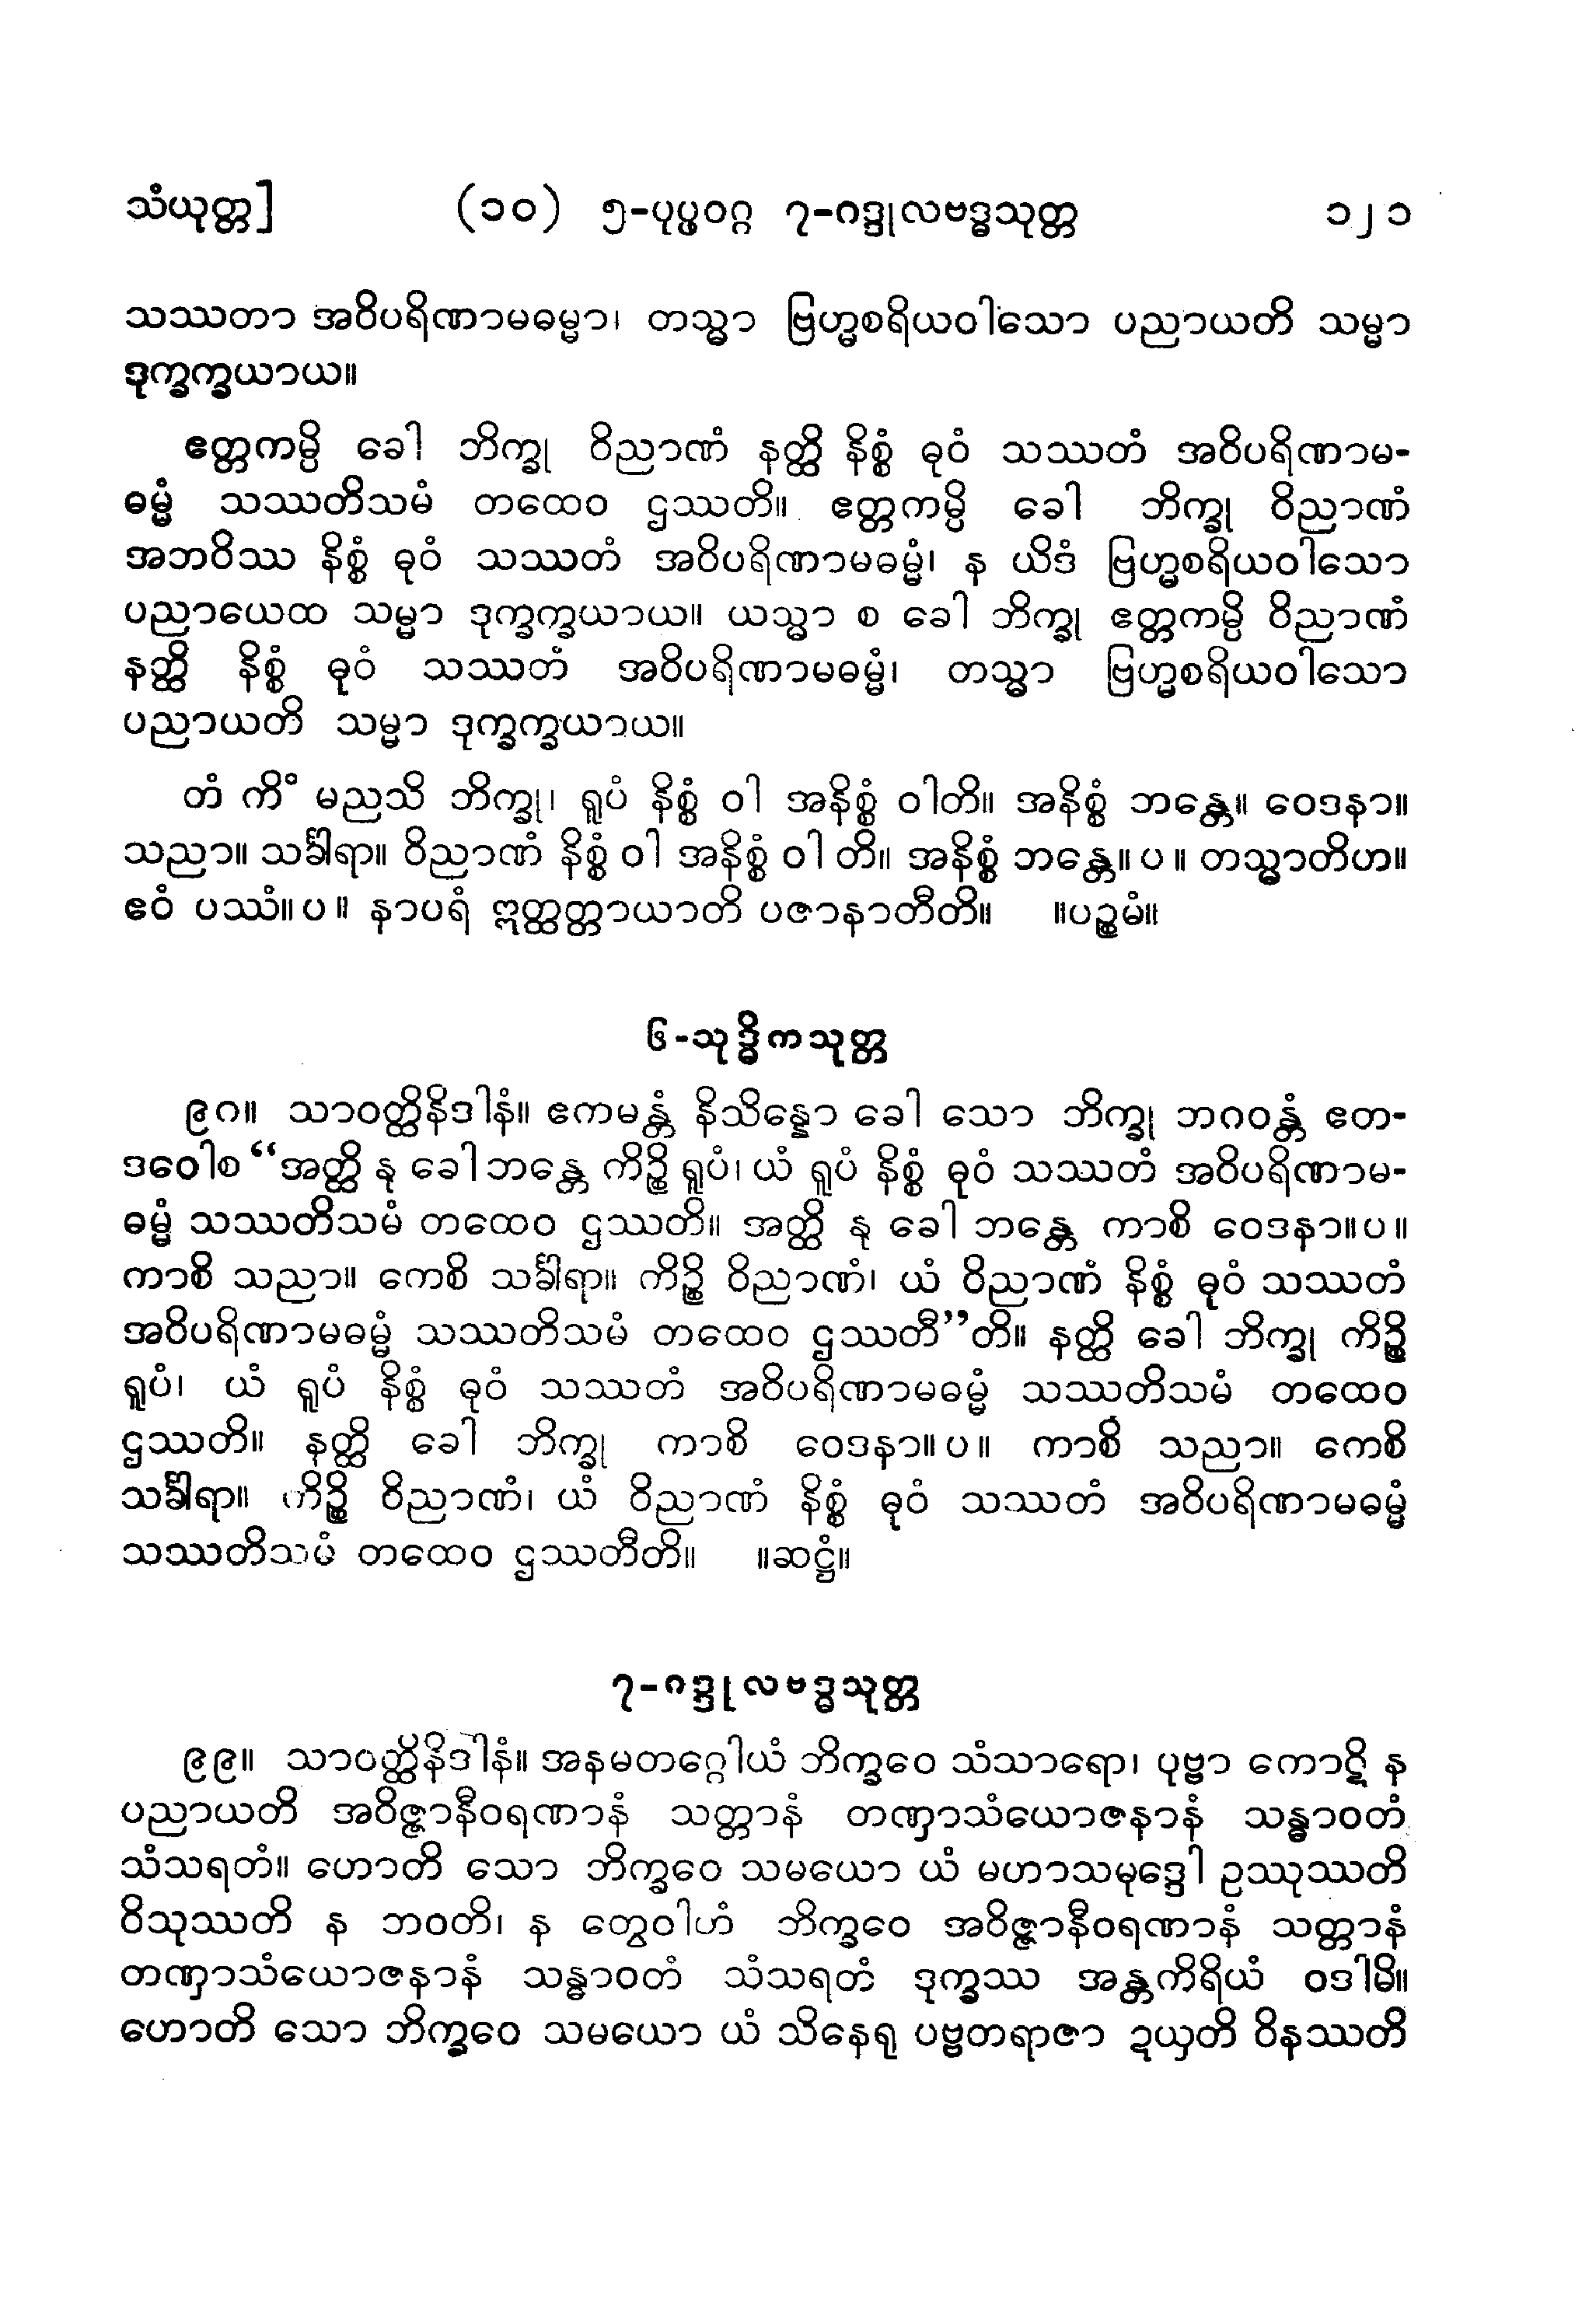 သံယုတ္တ] (၁၀) ၅-ပုပ္ဖဝဂ္ဂ ၇-ဂဒ္ဒုလဗဒ္ဓသုတ္တ ၁၂၁
သဿတာ အဝိပရိဏာမဓမ္မာ၊ တသ္မာ ဗြဟ္မစရိယဝါသော ပညာယတိ သမ္မာ
ဒုက္ခက္ခယာယ။
ဧတ္တကမ္ပိ ခေါ ဘိက္ခု ဝိညာဏံ နတ္ထိ နိစ္စံ ဓုဝံ သဿတံ အဝိပရိဏာမ-
ဓမ္မံ သဿတိသမံ တထေဝ ဌဿတိ။ ဧတ္တကမ္ပိ ခေါ ဘိက္ခု ဝိညာဏံ
အဘဝိဿ နိစ္စံ ဓုဝံ သဿတံ အဝိပရိဏာမဓမ္မံ၊ န ယိဒံ ဗြဟ္မစရိယဝါသော
ပညာယေထ သမ္မာ ဒုက္ခက္ခယာယ။ ယသ္မာ စ ခေါ ဘိက္ခု ဧတ္တကမ္ပိ ဝိညာဏံ
နတ္ထိ နိစ္စံ ဓုဝံ သဿတံ အဝိပရိဏာမဓမ္မံ၊ တသ္မာ ဗြဟ္မစရိယဝါသော
ပညာယတိ သမ္မာ ဒုက္ခက္ခယာယ။
တံ ကိံ မညသိ ဘိက္ခု၊ ရူပံ နိစ္စံ ဝါ အနိစ္စံ ဝါတိ။ အနိစ္စံ ဘန္တေ။ ဝေဒနာ။
သညာ။ သင်္ခါရာ။ ဝိညာဏံ နိစ္စံ ဝါ အနိစ္စံ ဝါ တိ။ အနိစ္စံ ဘန္တေ။ ပ ။ တသ္မာတိဟ။
ဧဝံ ပဿံ။ ပ ။ နာပရံ ဣတ္ထတ္တာယာတိ ပဇာနာတီတိ။ ။ပဉ္စမံ။
၆-သုဒ္ဓိကသုတ္တ
၉၈။ သာဝတ္ထိနိဒါနံ။ ဧကမန္တံ နိသိန္နော ခေါ သော ဘိက္ခု ဘဂဝန္တံ ဧတ-
ဒဝေါစ “အတ္ထိ နု ခေါ ဘန္တေ ကိဉ္စိ ရူပံ၊ ယံ ရူပံ နိစ္စံ ဓုဝံ သဿတံ အဝိပရိဏာမ-
ဓမ္မံ သဿတိသမံ တထေဝ ဌဿတိ။ အတ္ထိ နု ခေါ ဘန္တေ ကာစိ ဝေဒနာ။ ပ ။
ကာစိ သညာ။ ကေစိ သင်္ခါရာ။ ကိဉ္စိ ဝိညာဏံ၊ ယံ ဝိညာဏံ နိစ္စံ ဓုဝံ သဿတံ
အဝိပရိဏာမဓမ္မံ သဿတိသမံ တထေဝ ဌဿတီ”တိ။ နတ္ထိ ခေါ ဘိက္ခု ကိဉ္စိ
ရူပံ၊ ယံ ရူပံ နိစ္စံ ဓုဝံ သဿတံ အဝိပရိဏာမဓမ္မံ သဿတိသမံ တထေဝ
ဌဿတိ။ နတ္ထိ ခေါ ဘိက္ခု ကာစိ ဝေဒနာ။ ပ ။ ကာစိ သညာ။ ကေစိ
သင်္ခါရာ။ ကိဉ္စိ ဝိညာဏံ၊ ယံ ဝိညာဏံ နိစ္စံ ဓုဝံ သဿတံ အဝိပရိဏာမဓမ္မံ
သဿတိသမံ တထေဝ ဌဿတီတိ။ ။ဆဋ္ဌံ။
၇-ဂဒ္ဒုလဗဒ္ဓသုတ္တ
၉၉။ သာဝတ္ထိနိဒါနံ။ အနမတဂ္ဂေါယံ ဘိက္ခဝေ သံသာရော၊ ပုဗ္ဗာ ကောဋိ န
ပညာယတိ အဝိဇ္ဇာနီဝရဏာနံ သတ္တာနံ တဏှာသံယောဇနာနံ သန္ဓာဝတံ
သံသရတံ။ ဟောတိ သော ဘိက္ခဝေ သမယော ယံ မဟာသမုဒ္ဒေါ ဥဿုဿတိ
ဝိသုဿတိ န ဘဝတိ၊ န တွေဝါဟံ ဘိက္ခဝေ အဝိဇ္ဇာနီဝရဏာနံ သတ္တာနံ
တဏှာသံယောဇနာနံ သန္ဓာဝတံ သံသရတံ ဒုက္ခဿ အန္တကိရိယံ ဝဒါမိ။
ဟောတိ သော ဘိက္ခဝေ သမယော ယံ သိနေရု ပဗ္ဗတရာဇာ ဍယှတိ ဝိနဿတိ